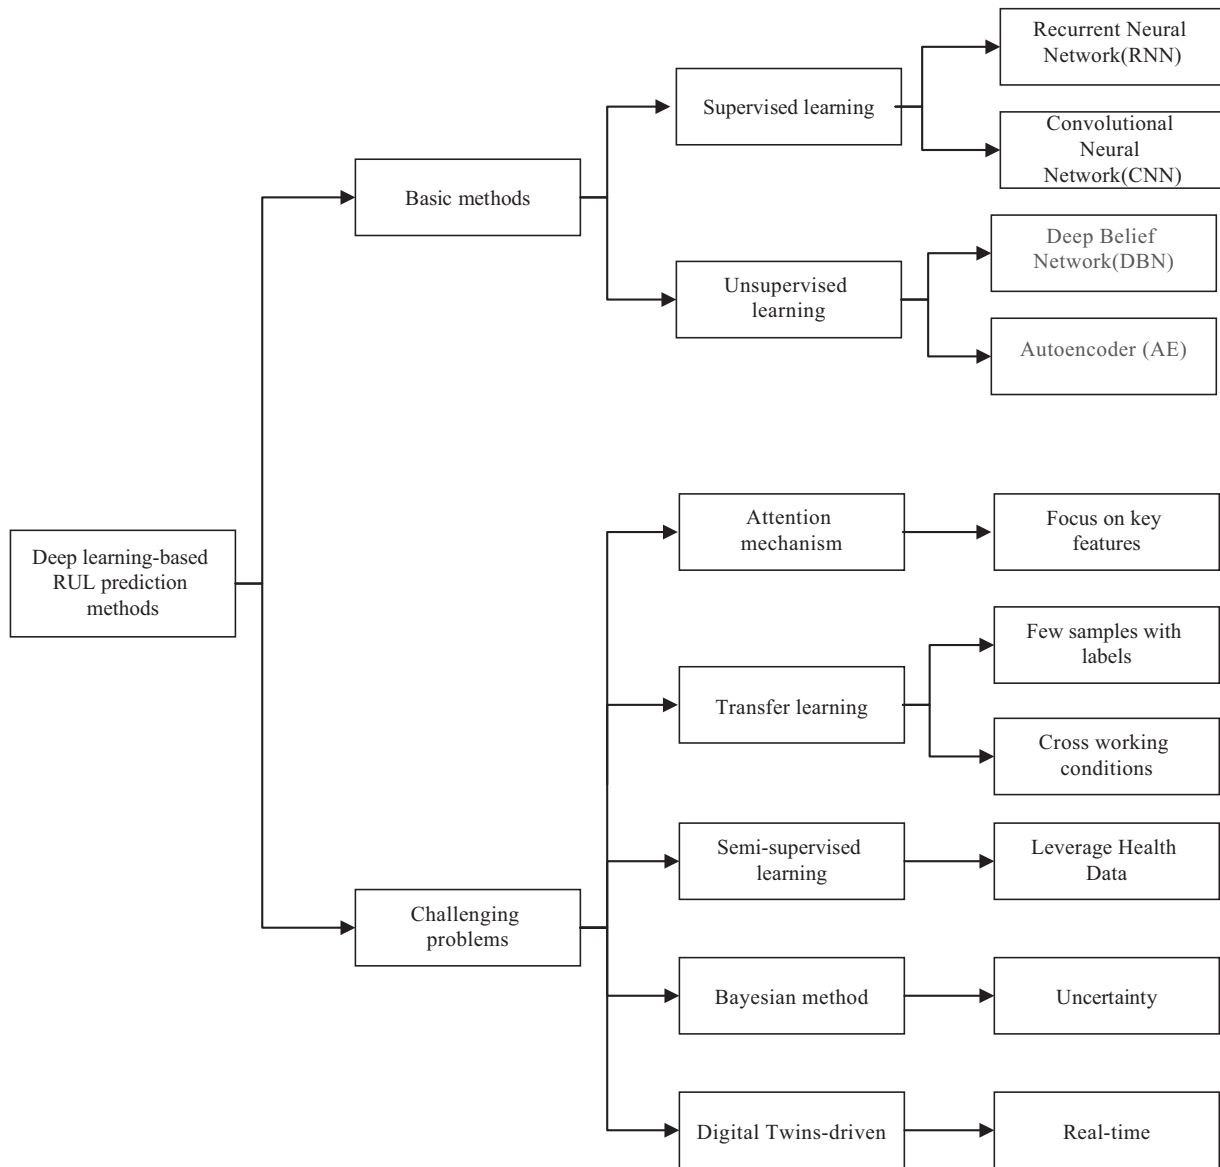 Recurrent Neural
Network(RNN)
Supervised learning
Convolutional
Neural
Network(CNN)
Basic methods
Deep Belief
Network(DBN)
Unsupervised
learning
Autoencoder (AE)
Deep learning-based
RUL prediction
methods
Attention
mechanism
Focus on key
features
Few samples with
labels
Transfer learning
Cross working
conditions
Semi-supervised
learning
Leverage Health
Data
Challenging
problems
Bayesian method
Uncertainty
Digital Twins-driven
Real-time